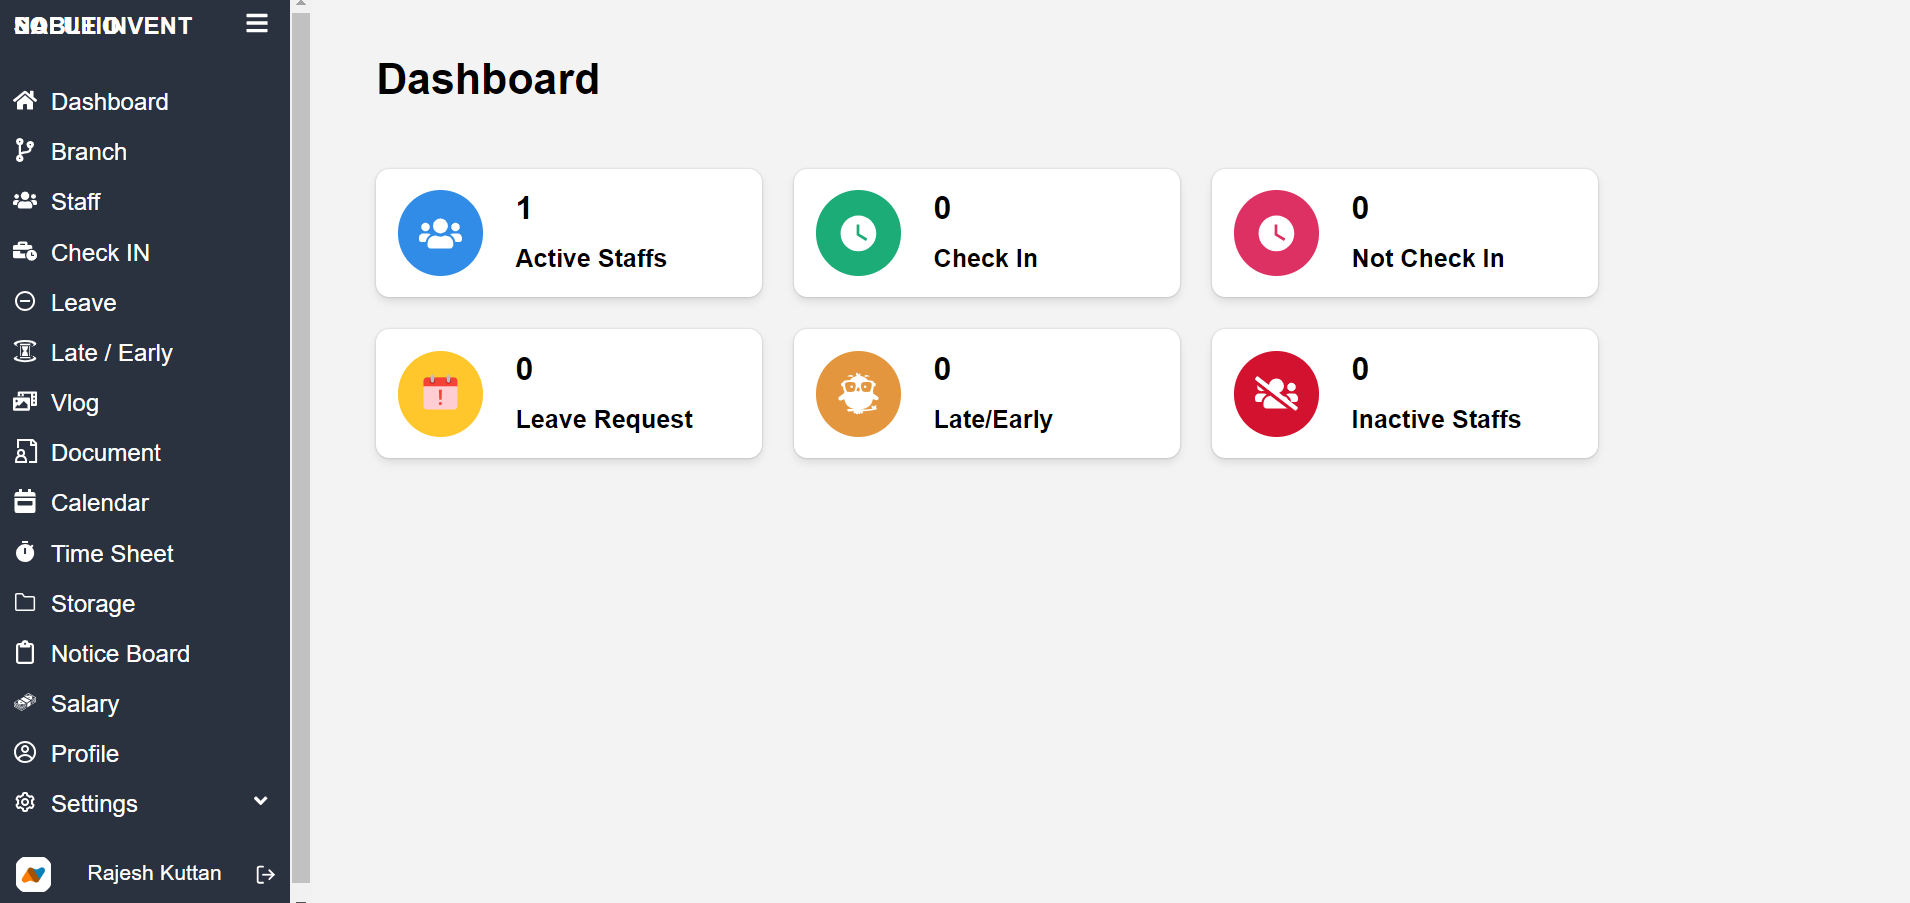 NOBLE INVENT
Dashboard
Branch
Staff
Check IN
Leave
Late / Early
Vlog
Document
Calendar
Time Sheet
Storage
Notice Board
Salary
Profile
Settings
Rajesh Kuttan
Dashboard
1
Active Staffs
0
Check In
0
Not Check In
0
Leave Request
0
Late/Early
0
Inactive Staffs